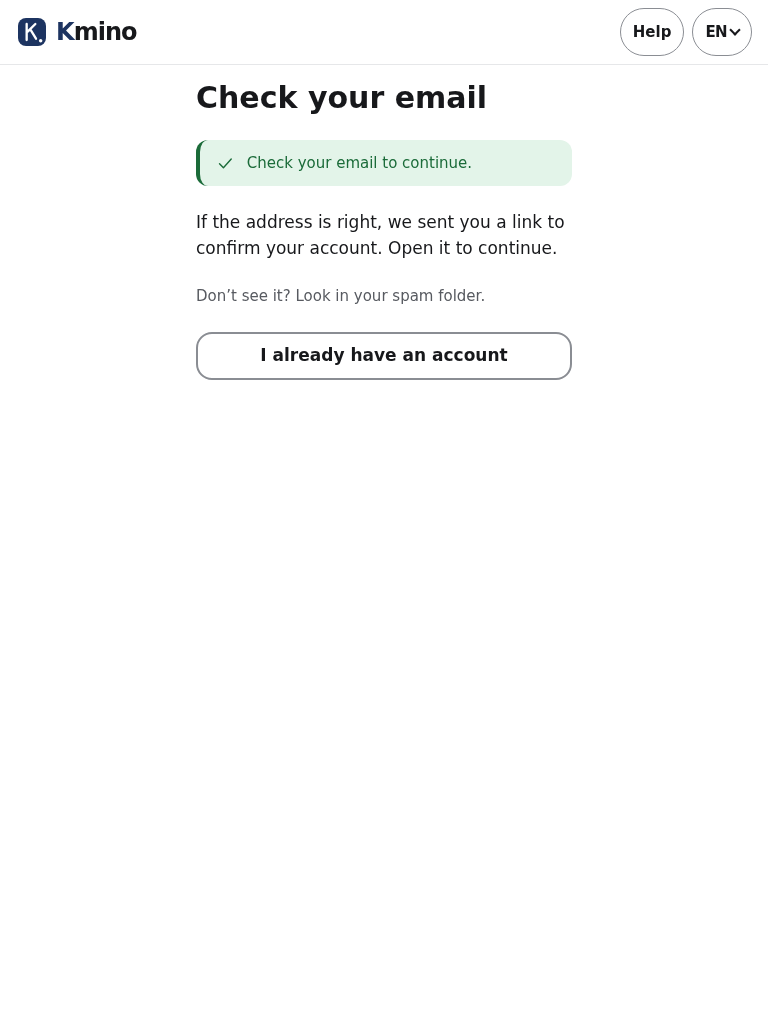 K. Kmino
Help
EN
Check your email
Check your email to continue.
If the address is right, we sent you a link to
confirm your account. Open it to continue.
Don’t see it? Look in your spam folder.
I already have an account